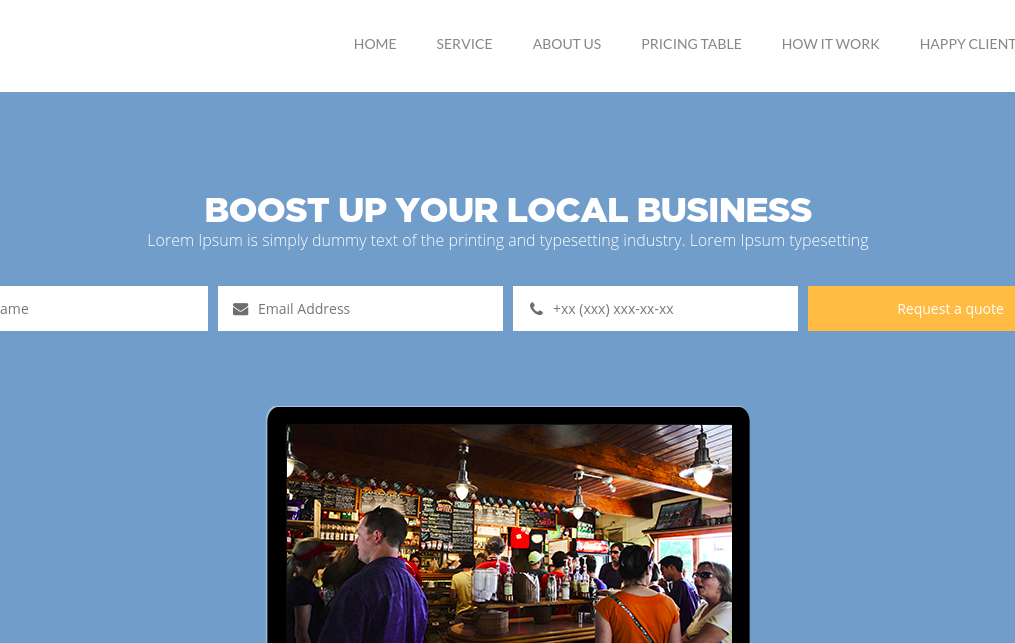 HOME SERVICE ABOUT US PRICING TABLE HOW IT WORK HAPPY CLIENT
BOOST UP YOUR LOCAL BUSINESS
Lorem Ipsum is simply dummy text of the printing and typesetting industry. Lorem Ipsum typesetting
ame Email Address +xx (xxx) xxx-xx-xx Request a quote